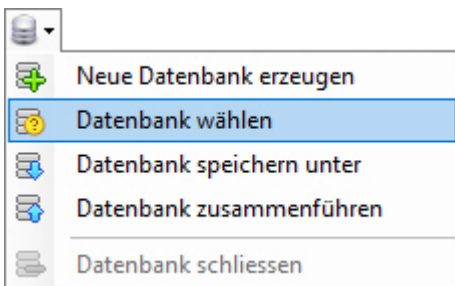 Neue Datenbank erzeugen
Datenbank wählen
Datenbank speichern unter
Datenbank zusammenführen
Datenbank schliessen